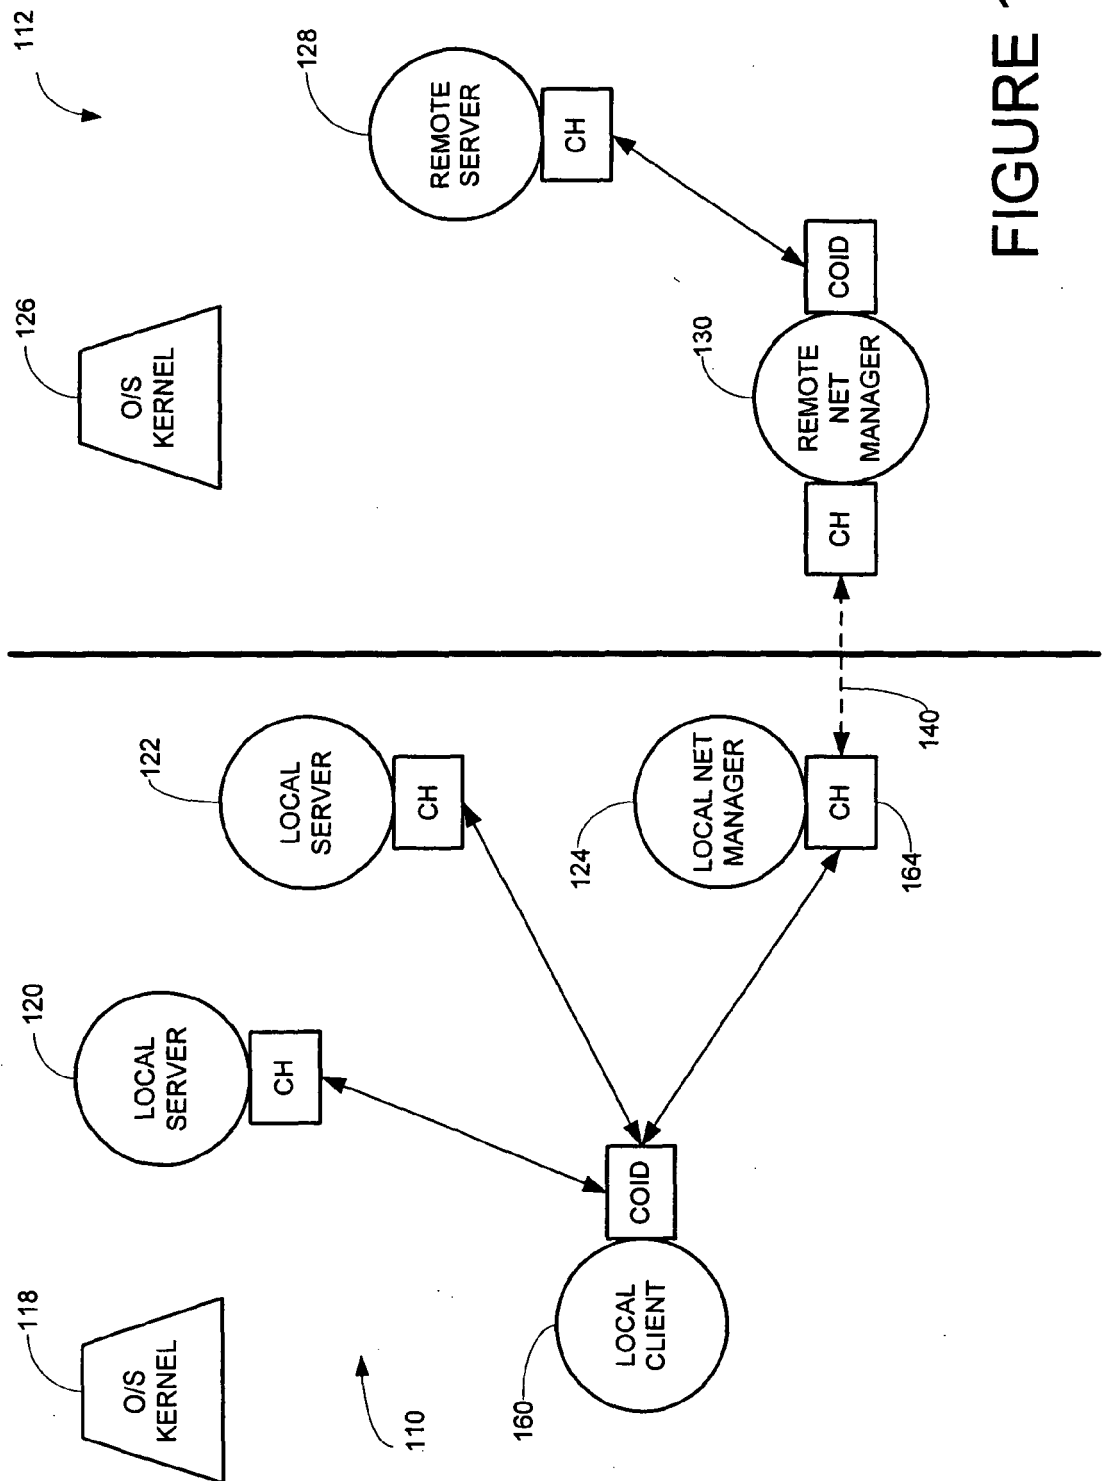 110
118
O/S
KERNEL
160
LOCAL
CLIENT
COID
120
LOCAL
SERVER
CH
122
LOCAL
SERVER
CH
124
LOCAL NET
MANAGER
CH
164
140
112
126
O/S
KERNEL
128
REMOTE
SERVER
CH
130
REMOTE
NET
MANAGER
CH
COID
FIGURE